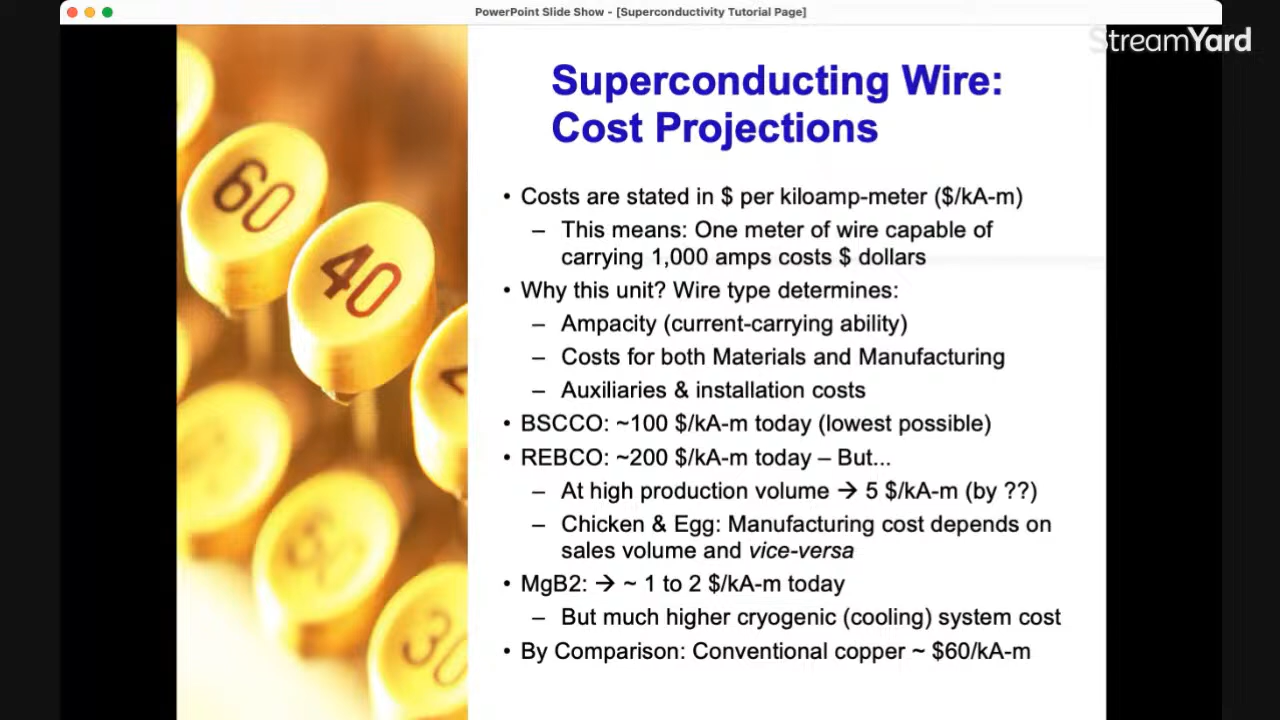 PowerPoint Slide Show - [Superconductivity Tutorial Page]
StreamYard
Superconducting Wire:
Cost Projections
• Costs are stated in $ per kiloamp-meter ($/kA-m)
– This means: One meter of wire capable of
carrying 1,000 amps costs $ dollars
• Why this unit? Wire type determines:
– Ampacity (current-carrying ability)
– Costs for both Materials and Manufacturing
– Auxiliaries & installation costs
• BSCCO: ~100 $/kA-m today (lowest possible)
• REBCO: ~200 $/kA-m today – But...
– At high production volume → 5 $/kA-m (by ??)
– Chicken & Egg: Manufacturing cost depends on
sales volume and vice-versa
• MgB2: → ~ 1 to 2 $/kA-m today
– But much higher cryogenic (cooling) system cost
• By Comparison: Conventional copper ~ $60/kA-m
60
40
30